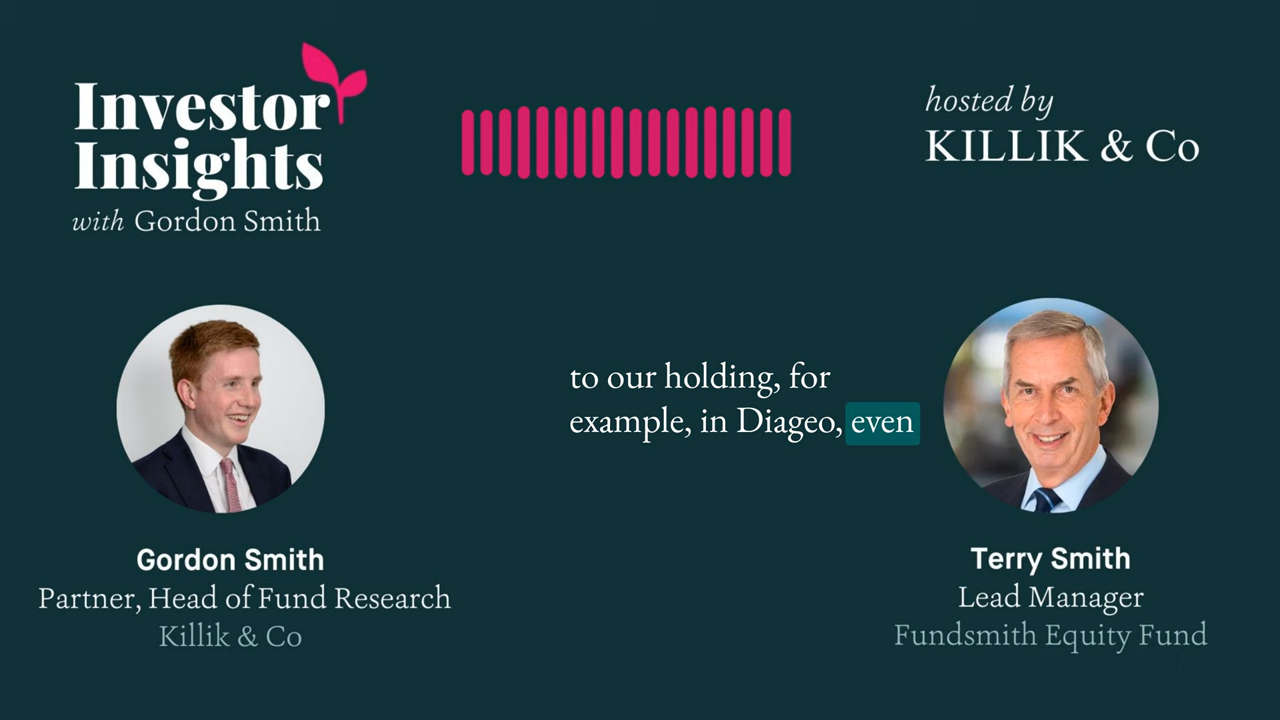 Investor
Insights
with Gordon Smith
hosted by
KILLIK & Co
to our holding, for
example, in Diageo, even
Gordon Smith
Partner, Head of Fund Research
Killik & Co
Terry Smith
Lead Manager
Fundsmith Equity Fund